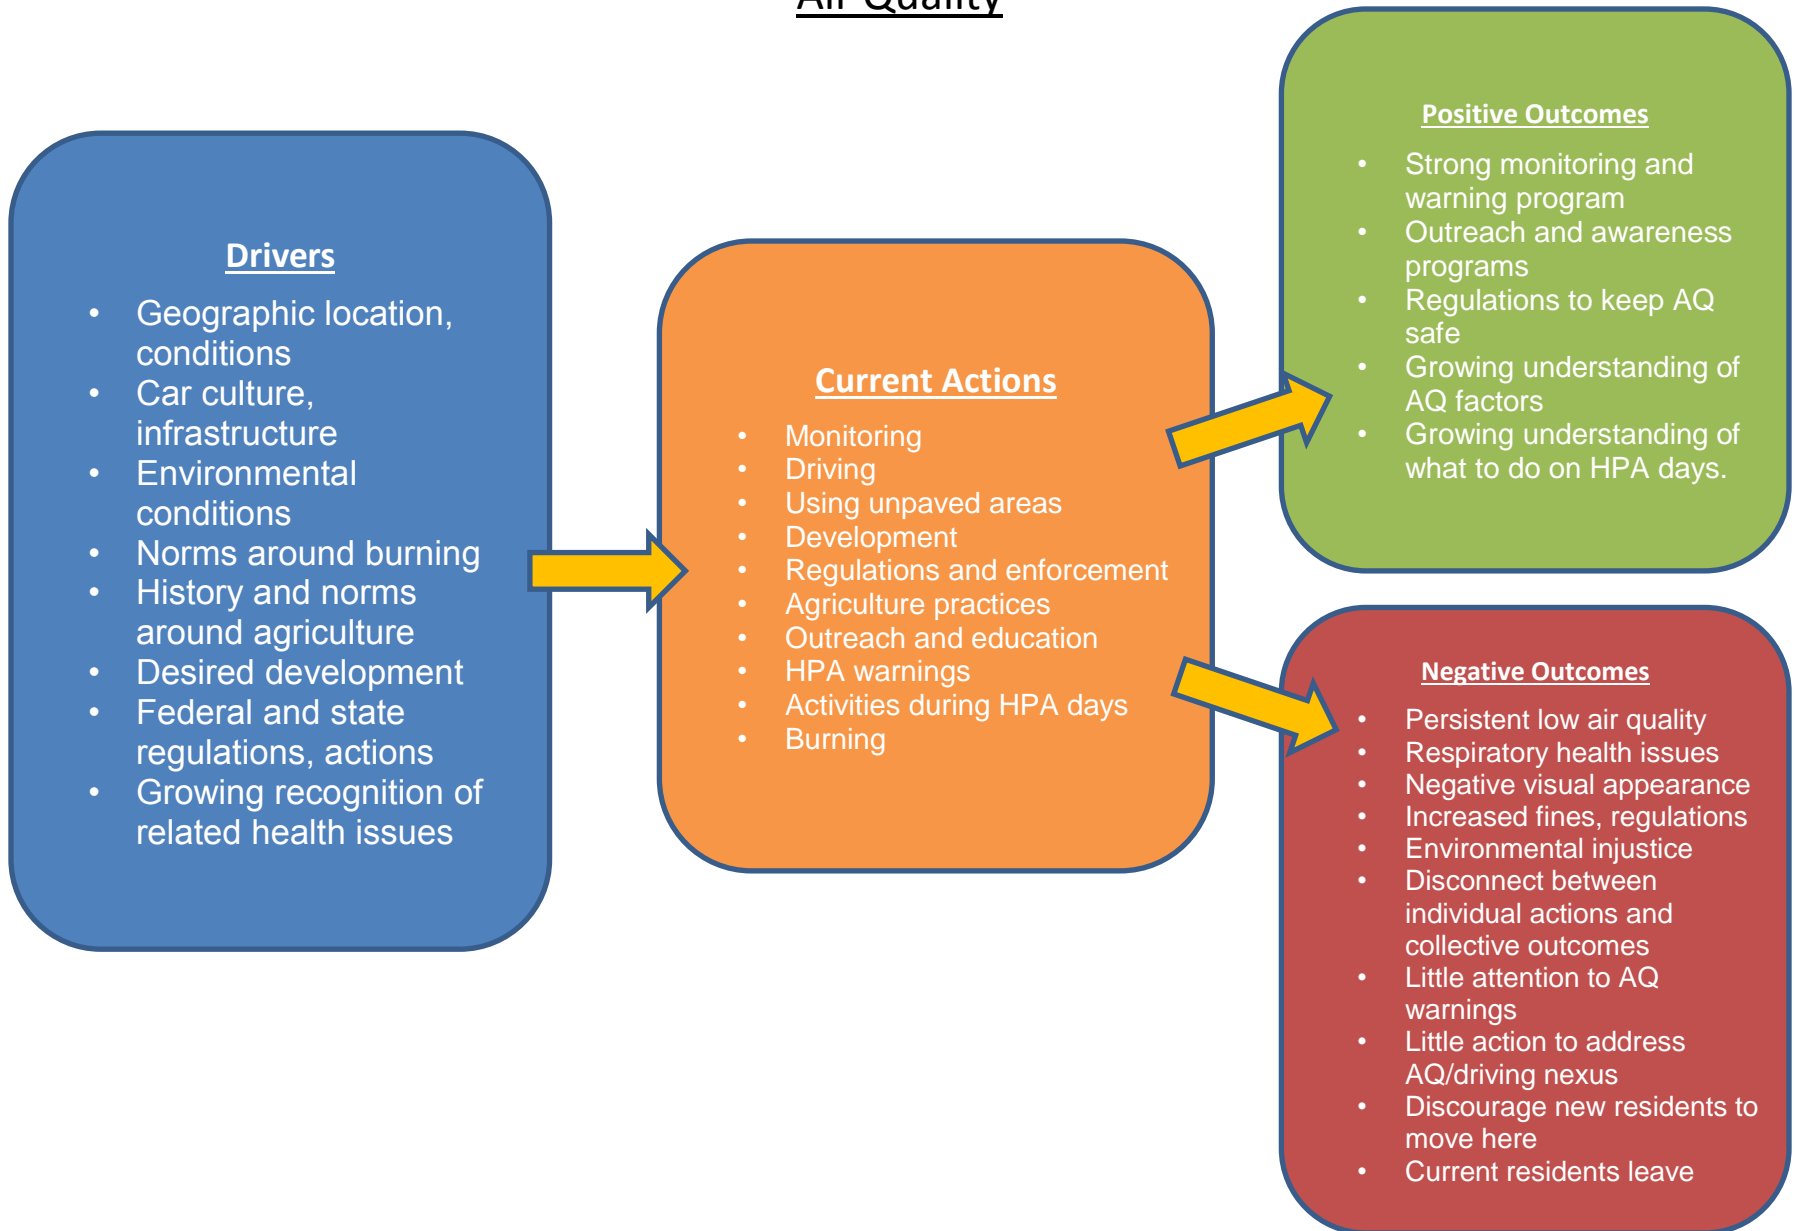 Air Quality
Drivers
• Geographic location,
conditions
• Car culture,
infrastructure
• Environmental
conditions
• Norms around burning
• History and norms
around agriculture
• Desired development
• Federal and state
regulations, actions
• Growing recognition of
related health issues
Current Actions
• Monitoring
• Driving
• Using unpaved areas
• Development
• Regulations and enforcement
• Agriculture practices
• Outreach and education
• HPA warnings
• Activities during HPA days
• Burning
Positive Outcomes
• Strong monitoring and
warning program
• Outreach and awareness
programs
• Regulations to keep AQ
safe
• Growing understanding of
AQ factors
• Growing understanding of
what to do on HPA days.
Negative Outcomes
• Persistent low air quality
• Respiratory health issues
• Negative visual appearance
• Increased fines, regulations
• Environmental injustice
• Disconnect between
individual actions and
collective outcomes
• Little attention to AQ
warnings
• Little action to address
AQ/driving nexus
• Discourage new residents to
move here
• Current residents leave